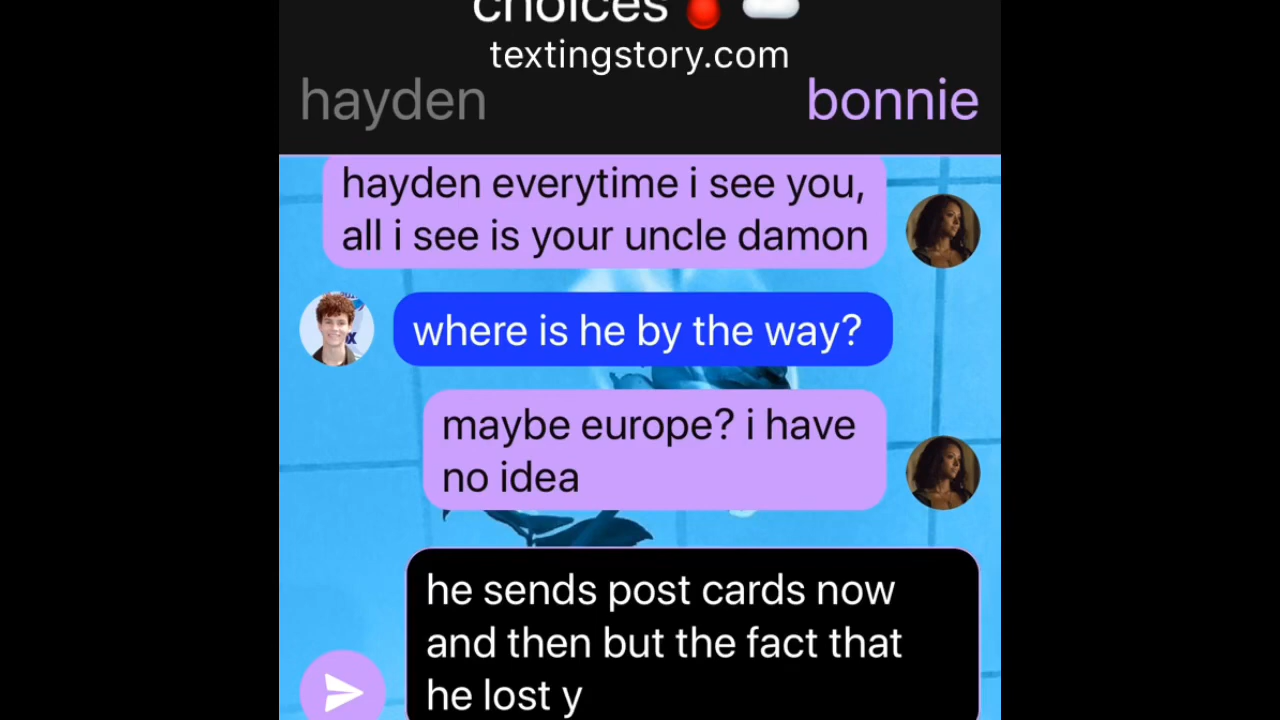 choices
textingstory.com
hayden bonnie
hayden everytime i see you,
all i see is your uncle damon
where is he by the way?
maybe europe? i have
no idea
he sends post cards now
and then but the fact that
he lost y